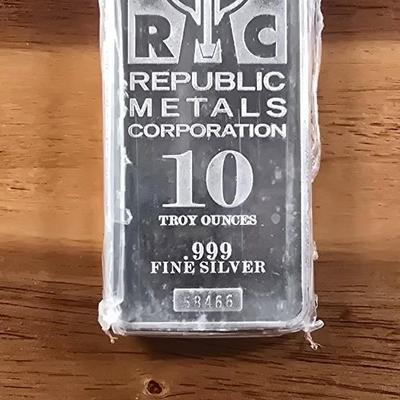 RMC
REPUBLIC
METALS
CORPORATION
10
TROY OUNCES
.999
FINE SILVER
58466